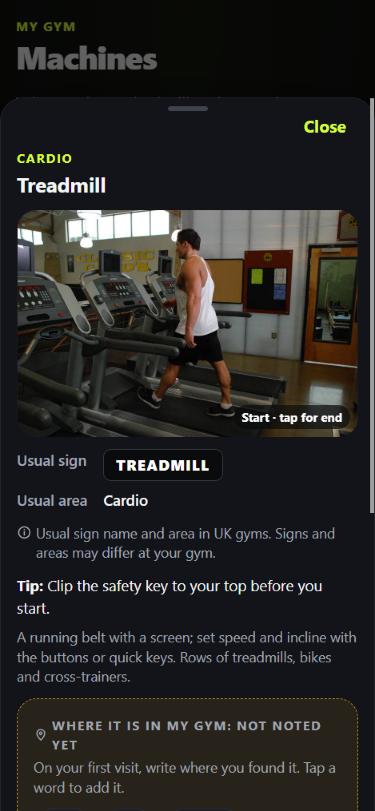 MY GYM
Machines
Close
CARDIO
Treadmill
Start · tap for end
Usual sign TREADMILL
Usual area Cardio
Usual sign name and area in UK gyms. Signs and
areas may differ at your gym.
Tip: Clip the safety key to your top before you
start.
A running belt with a screen; set speed and incline with
the buttons or quick keys. Rows of treadmills, bikes
and cross-trainers.
WHERE IT IS IN MY GYM: NOT NOTED
YET
On your first visit, write where you found it. Tap a
word to add it.